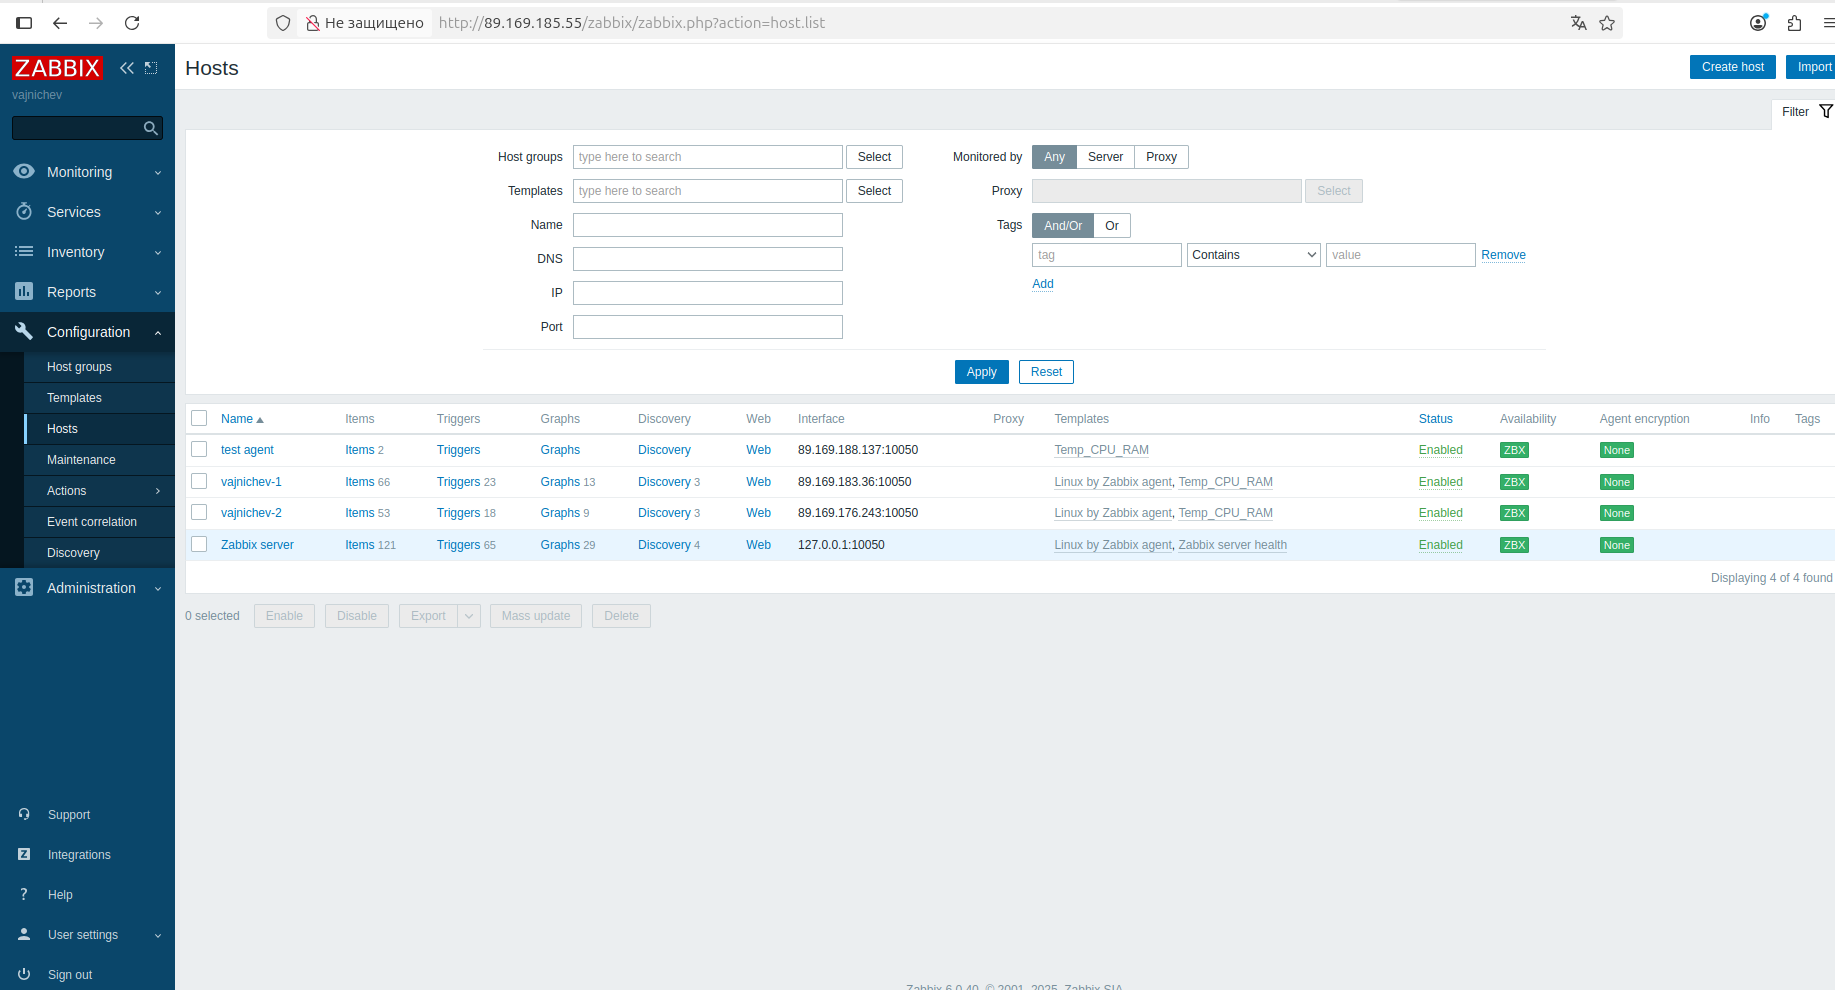 Не защищено http://89.169.185.55/zabbix/zabbix.php?action=host.list
ZABBIX
vajnichev
Monitoring
Services
Inventory
Reports
Configuration
Host groups
Templates
Hosts
Maintenance
Actions
Event correlation
Discovery
Administration
Support
Integrations
Help
User settings
Sign out
Hosts
Create host Import
Filter
Host groups type here to search Select
Templates type here to search Select
Name
DNS
IP
Port
Monitored by Any Server Proxy
Proxy Select
Tags And/Or Or
tag Contains value Remove
Add
Apply Reset
Name Items Triggers Graphs Discovery Web Interface Proxy Templates Status Availability Agent encryption Info Tags
test agent Items 2 Triggers Graphs Discovery Web 89.169.188.137:10050 Temp_CPU_RAM Enabled ZBX None
vajnichev-1 Items 66 Triggers 23 Graphs 13 Discovery 3 Web 89.169.183.36:10050 Linux by Zabbix agent, Temp_CPU_RAM Enabled ZBX None
vajnichev-2 Items 53 Triggers 18 Graphs 9 Discovery 3 Web 89.169.176.243:10050 Linux by Zabbix agent, Temp_CPU_RAM Enabled ZBX None
Zabbix server Items 121 Triggers 65 Graphs 29 Discovery 4 Web 127.0.0.1:10050 Linux by Zabbix agent, Zabbix server health Enabled ZBX None
Displaying 4 of 4 found
0 selected Enable Disable Export Mass update Delete
Zabbix 6.0.40. © 2001–2025, Zabbix SIA